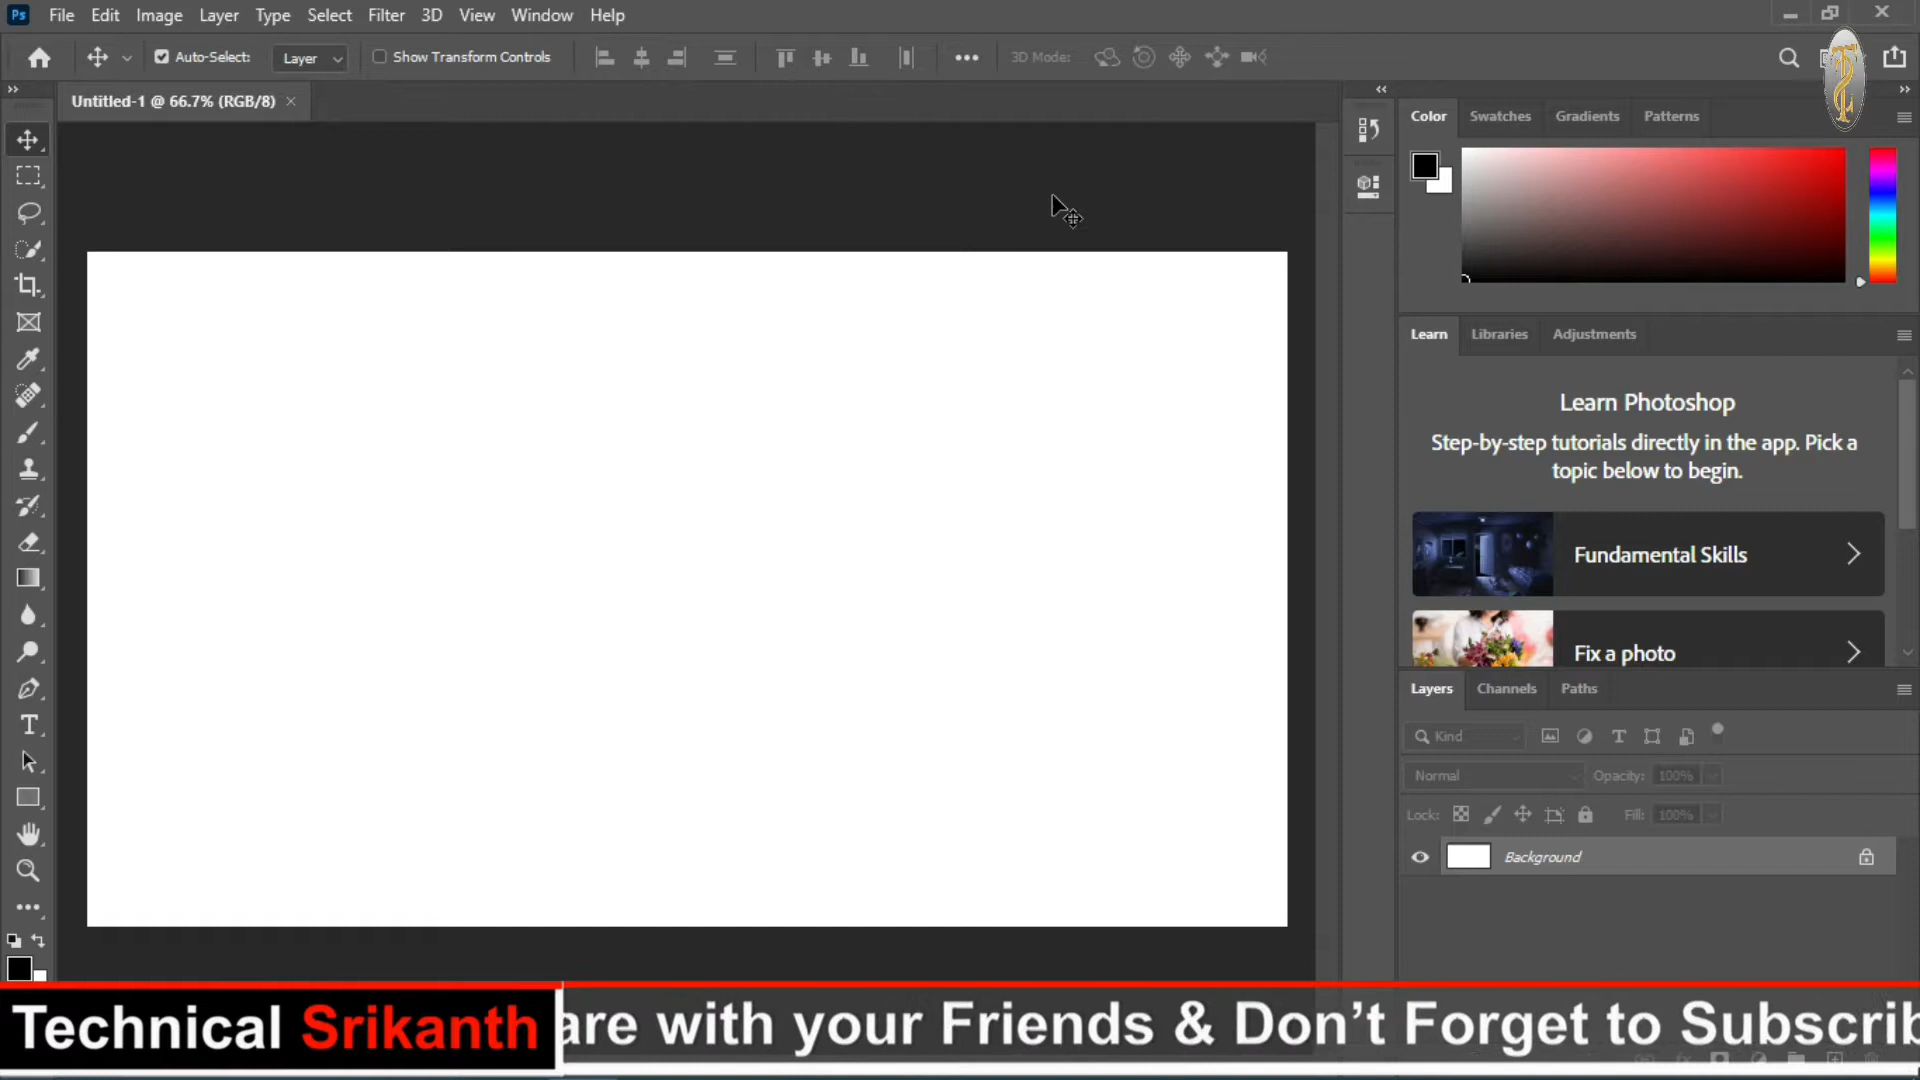 Ps File Edit Image Layer Type Select Filter 3D View Window Help
Auto-Select: Layer Show Transform Controls 3D Mode:
Untitled-1 @ 66.7% (RGB/8)
Color Swatches Gradients Patterns
Learn Libraries Adjustments
Learn Photoshop
Step-by-step tutorials directly in the app. Pick a
topic below to begin.
Fundamental Skills
Fix a photo
Layers Channels Paths
Kind
Normal Opacity: 100%
Lock: Fill: 100%
Background
Technical Srikanth are with your Friends & Don't Forget to Subscrib